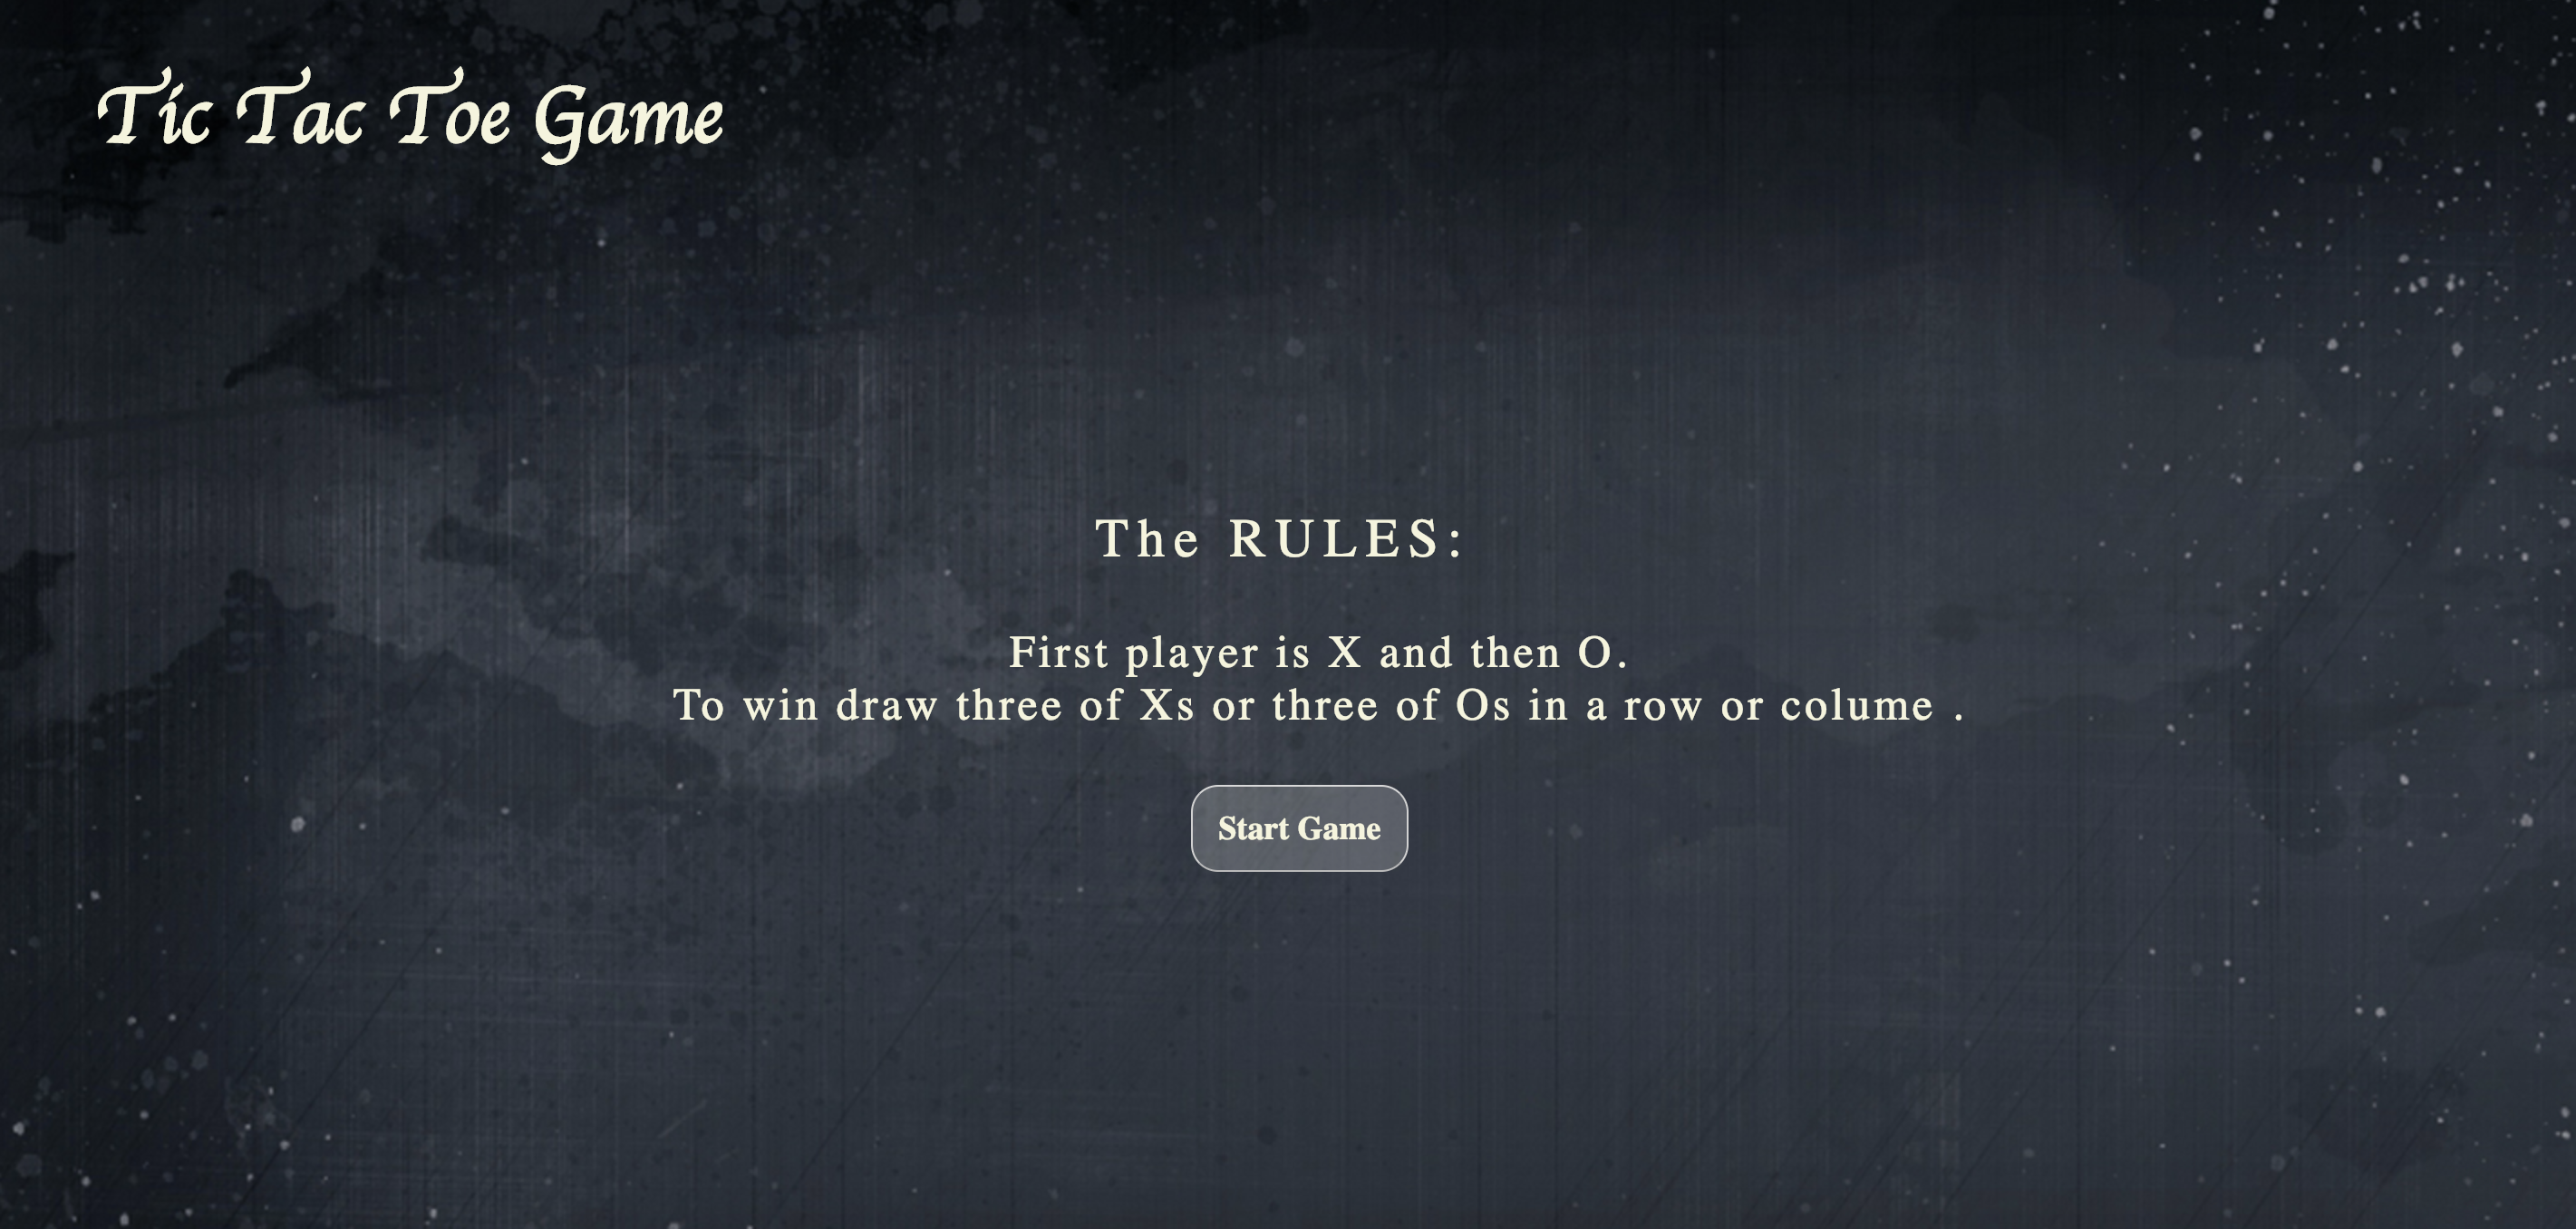 Tic Tac Toe Game
The RULES:
First player is X and then O.
To win draw three of Xs or three of Os in a row or colume .
Start Game